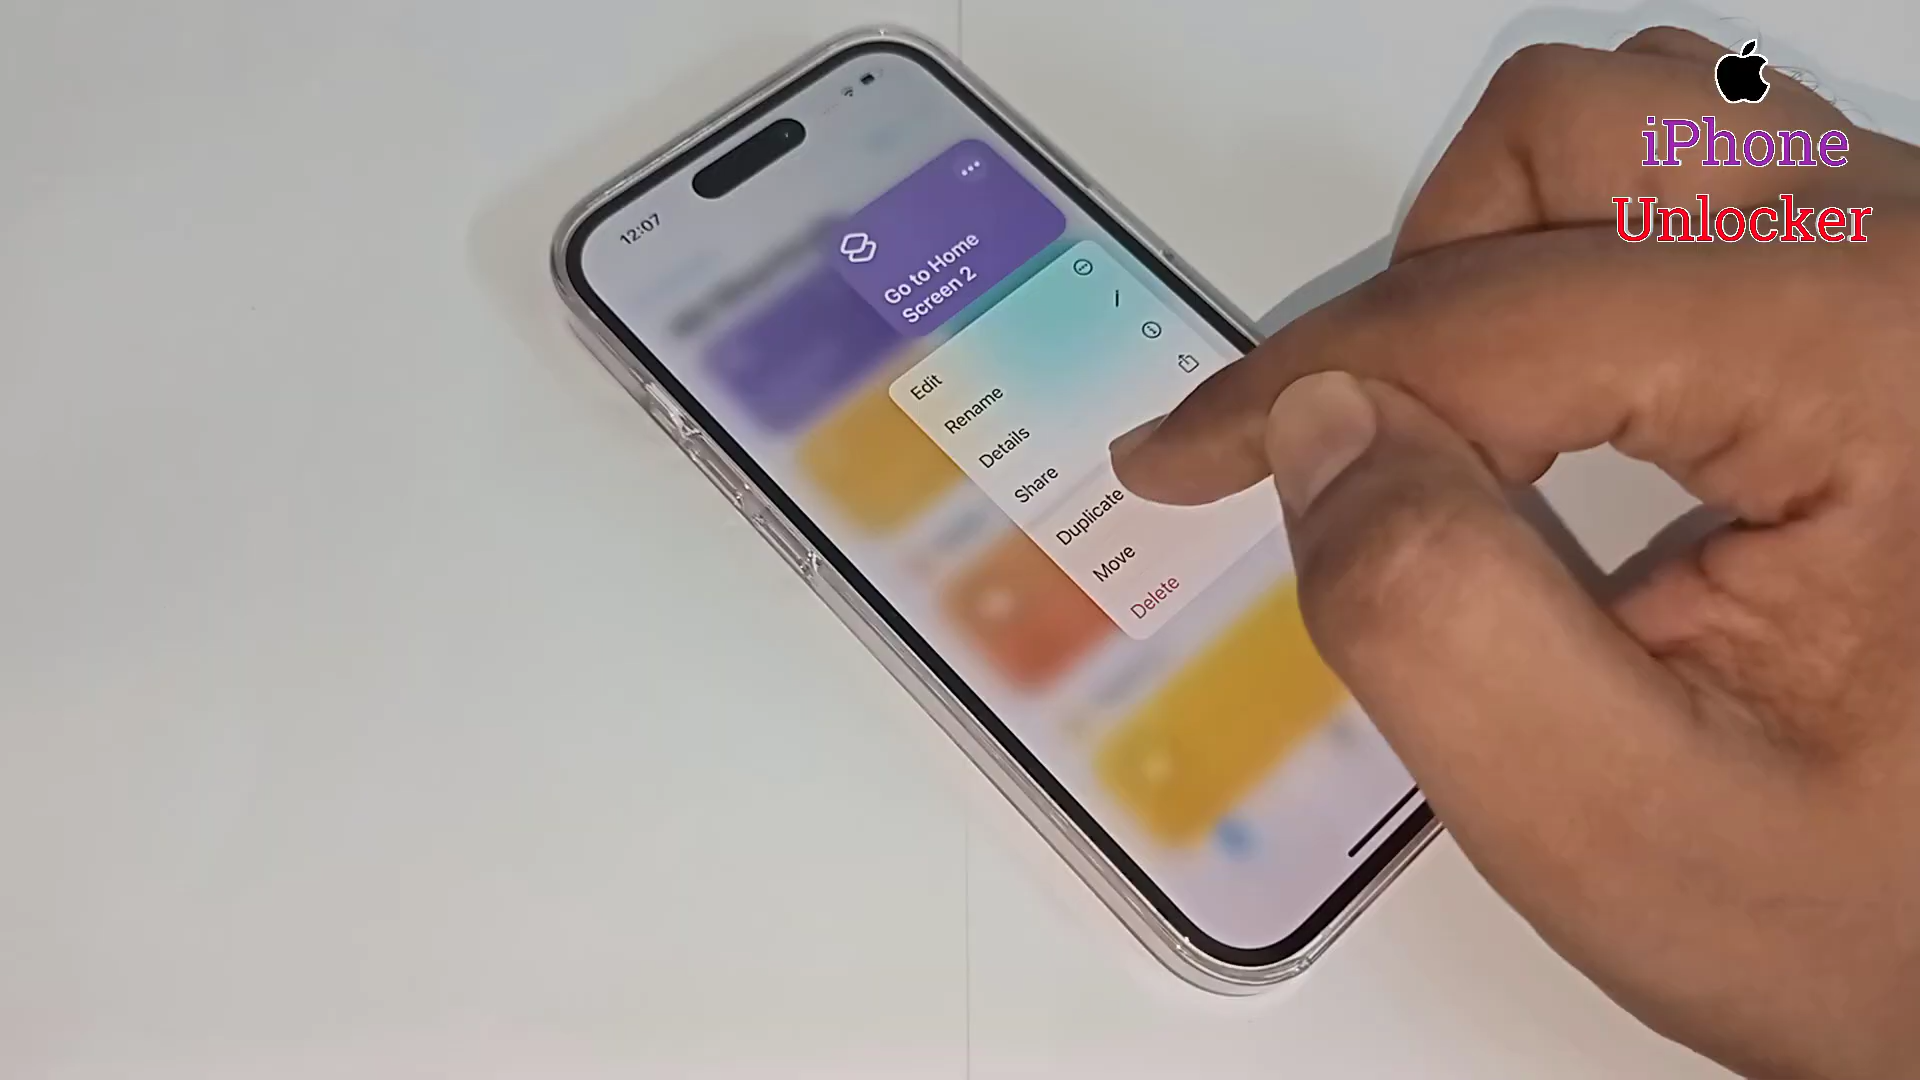 iPhone
Unlocker
12:07
Go to Home
Screen 2
Edit
Rename
Details
Share
Duplicate
Move
Delete